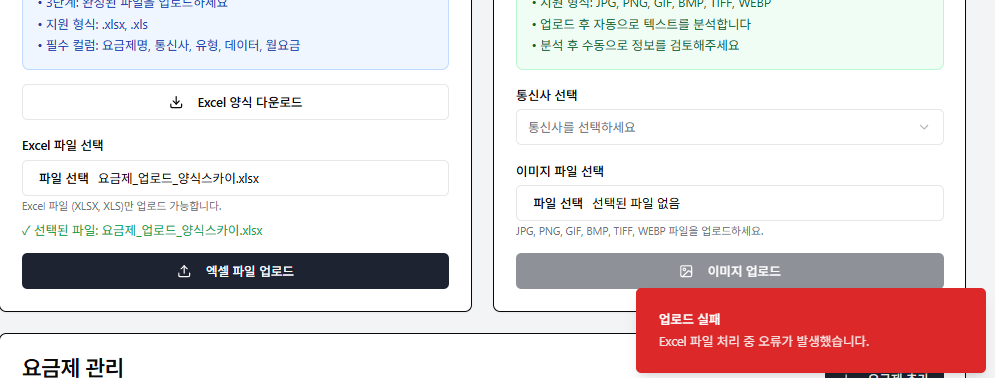 • 3단계: 완성된 파일을 업로드하세요
• 지원 형식: .xlsx, .xls
• 필수 컬럼: 요금제명, 통신사, 유형, 데이터, 월요금
Excel 양식 다운로드
Excel 파일 선택
파일 선택 요금제_업로드_양식스카이.xlsx
Excel 파일 (XLSX, XLS)만 업로드 가능합니다.
✓ 선택된 파일: 요금제_업로드_양식스카이.xlsx
엑셀 파일 업로드
• 지원 형식: JPG, PNG, GIF, BMP, TIFF, WEBP
• 업로드 후 자동으로 텍스트를 분석합니다
• 분석 후 수동으로 정보를 검토해주세요
통신사 선택
통신사를 선택하세요
이미지 파일 선택
파일 선택 선택된 파일 없음
JPG, PNG, GIF, BMP, TIFF, WEBP 파일을 업로드하세요.
이미지 업로드
업로드 실패
Excel 파일 처리 중 오류가 발생했습니다.
요금제 관리